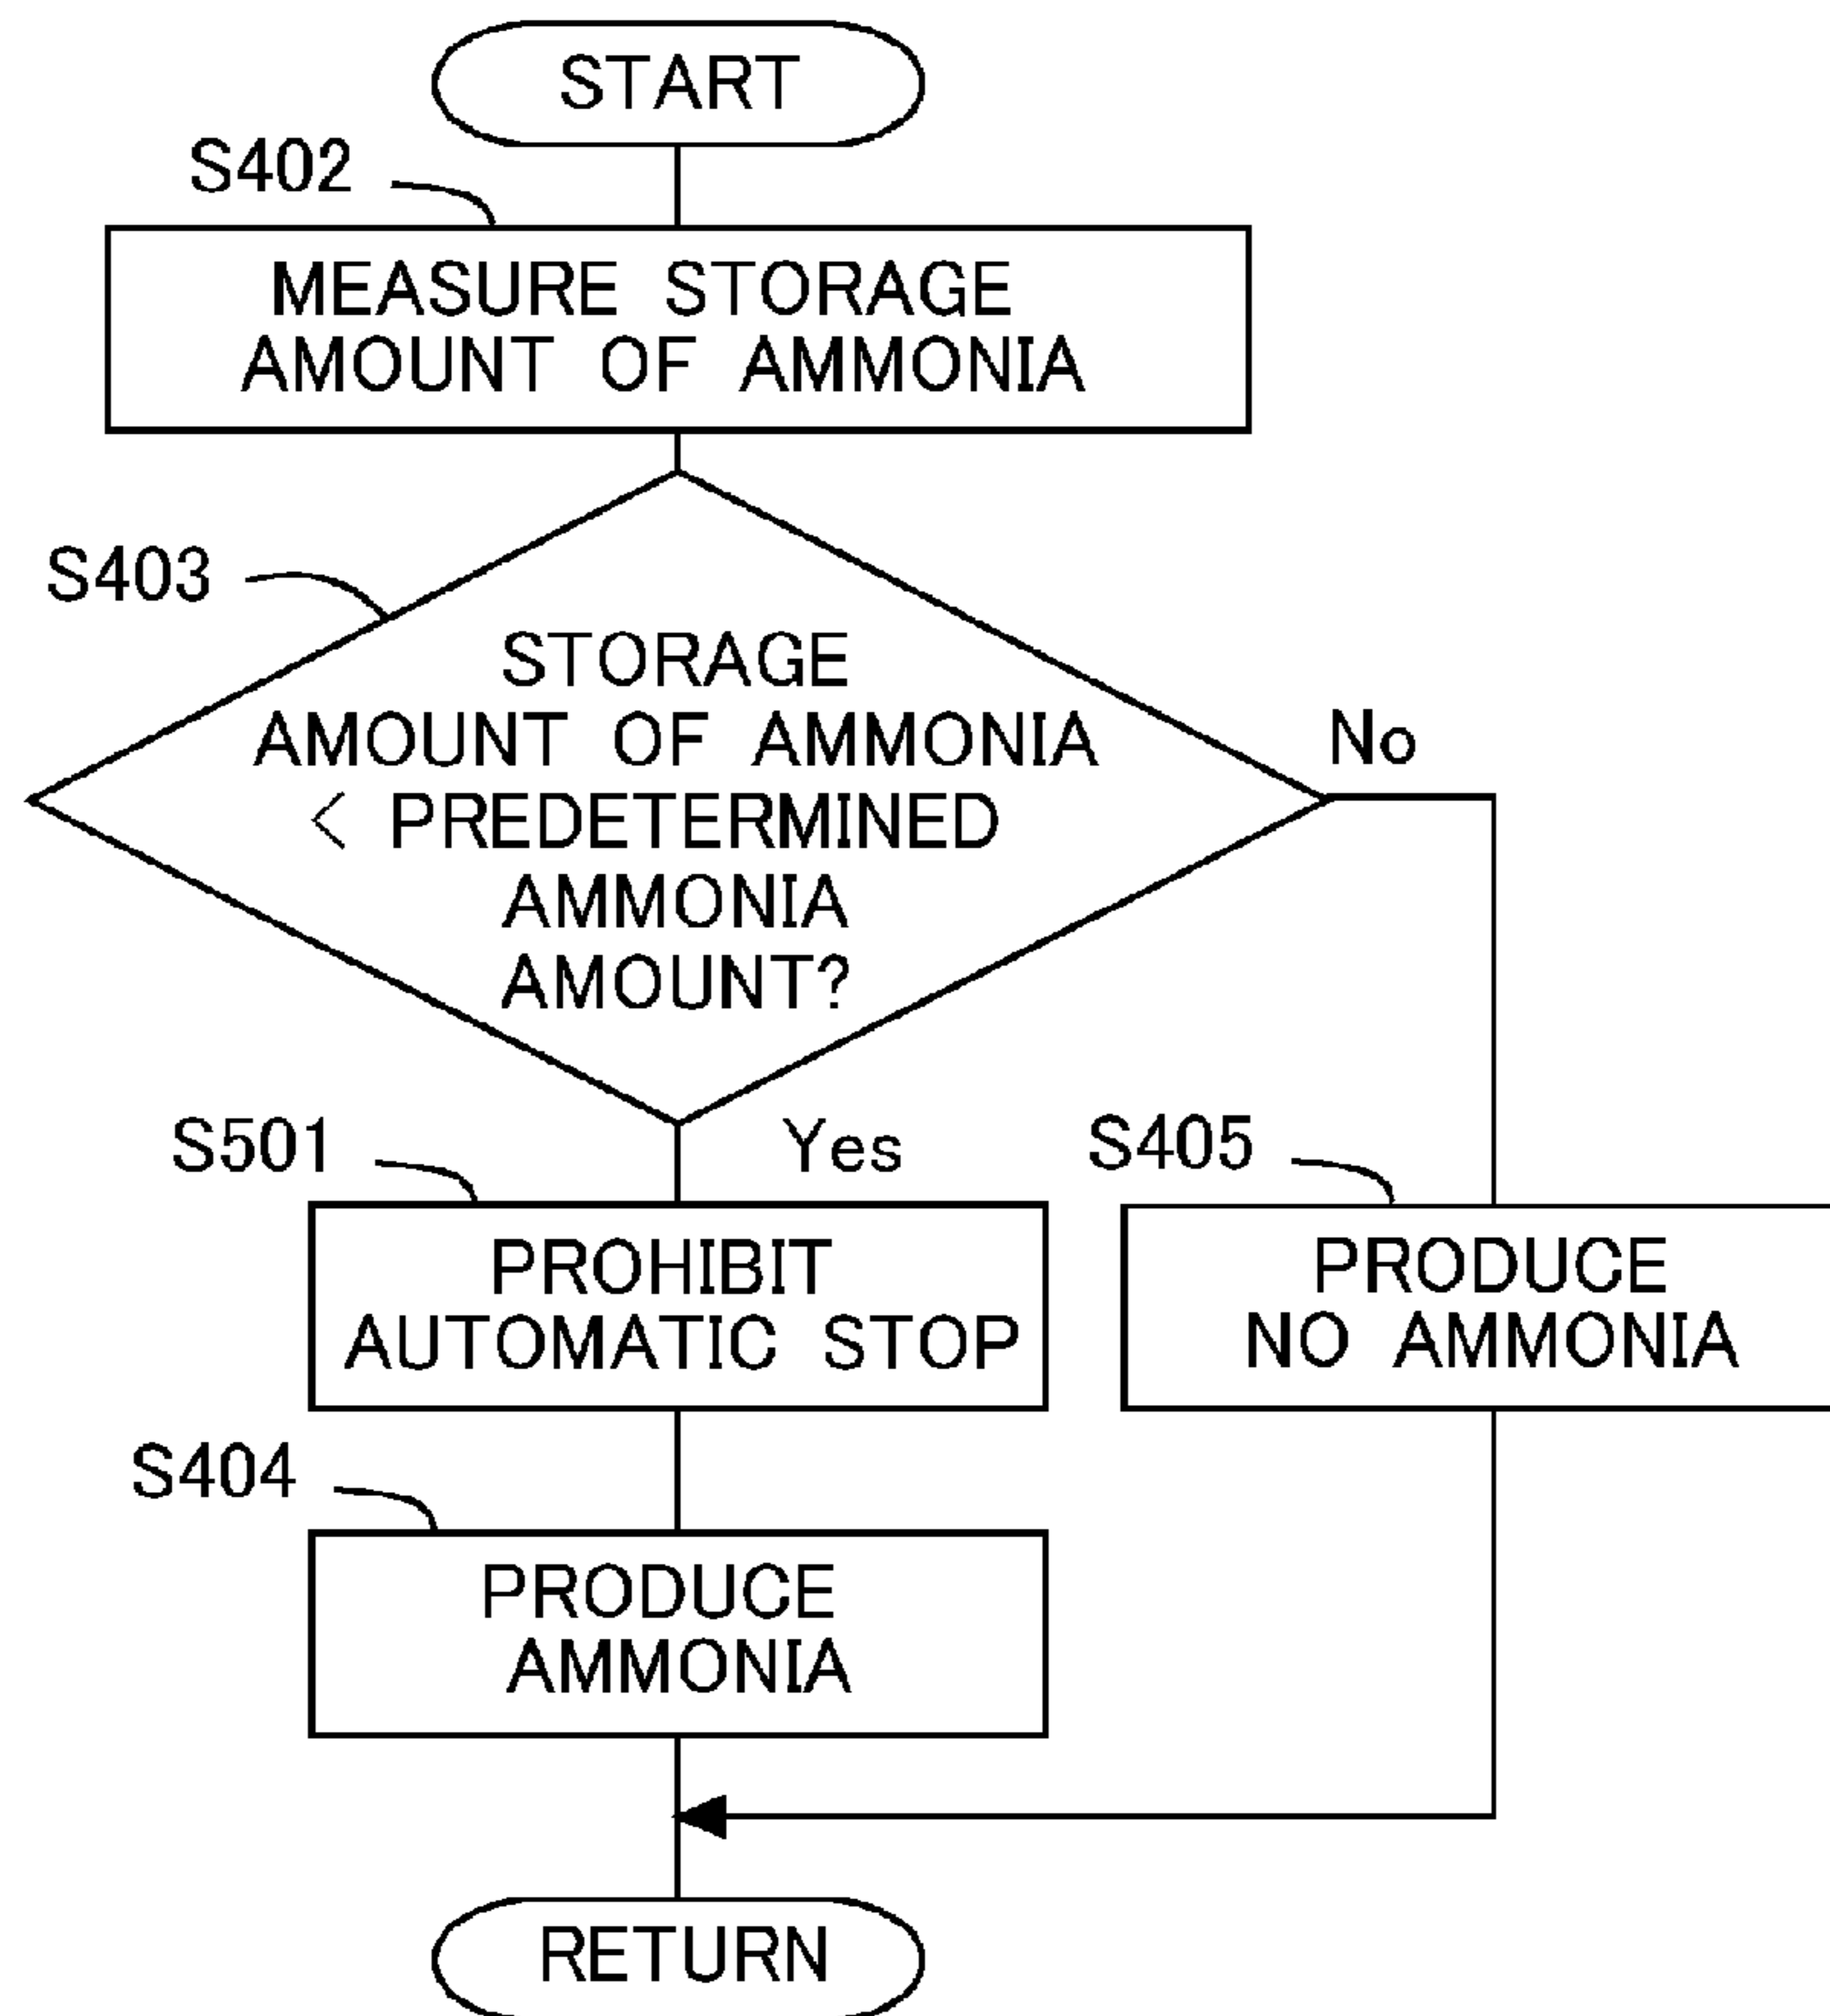 START
S402
MEASURE STORAGE
AMOUNT OF AMMONIA
S403
STORAGE
AMOUNT OF AMMONIA
< PREDETERMINED
AMMONIA
AMOUNT?
No
Yes
S501
PROHIBIT
AUTOMATIC STOP
S405
PRODUCE
NO AMMONIA
S404
PRODUCE
AMMONIA
RETURN